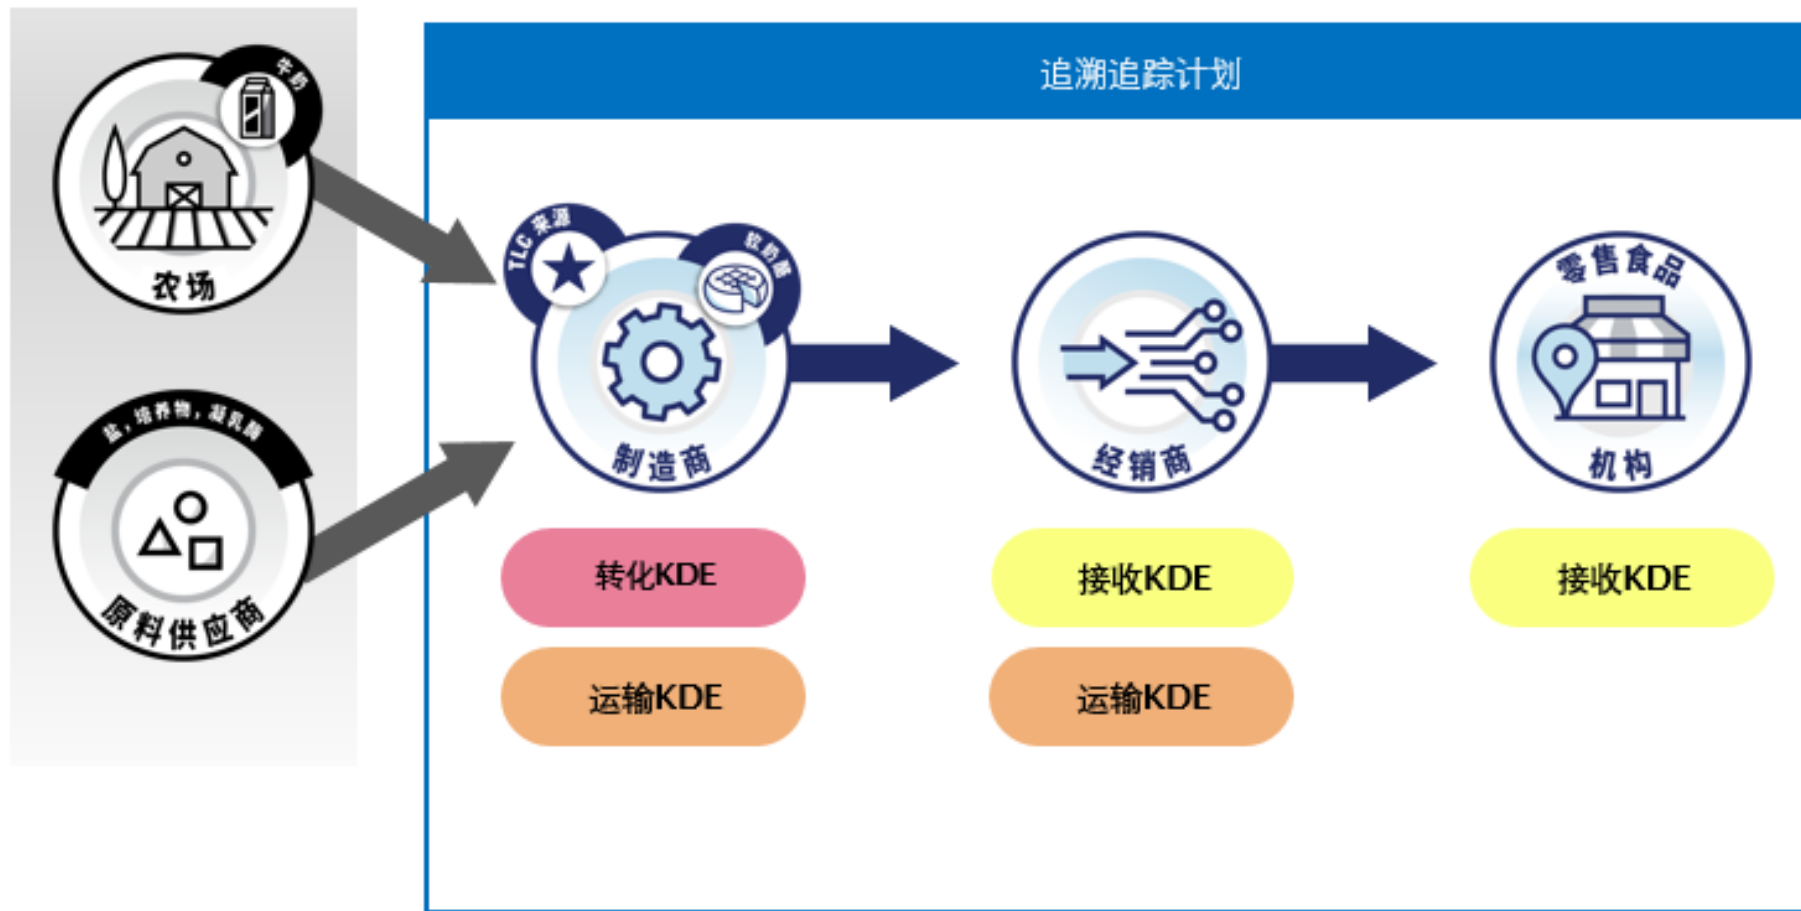 追溯追踪计划
牛奶
农场
盐，培养物，凝乳酶
原料供应商
TLC 来源
软奶酪
制造商
经销商
零售食品
机构
转化KDE
接收KDE
接收KDE
运输KDE
运输KDE